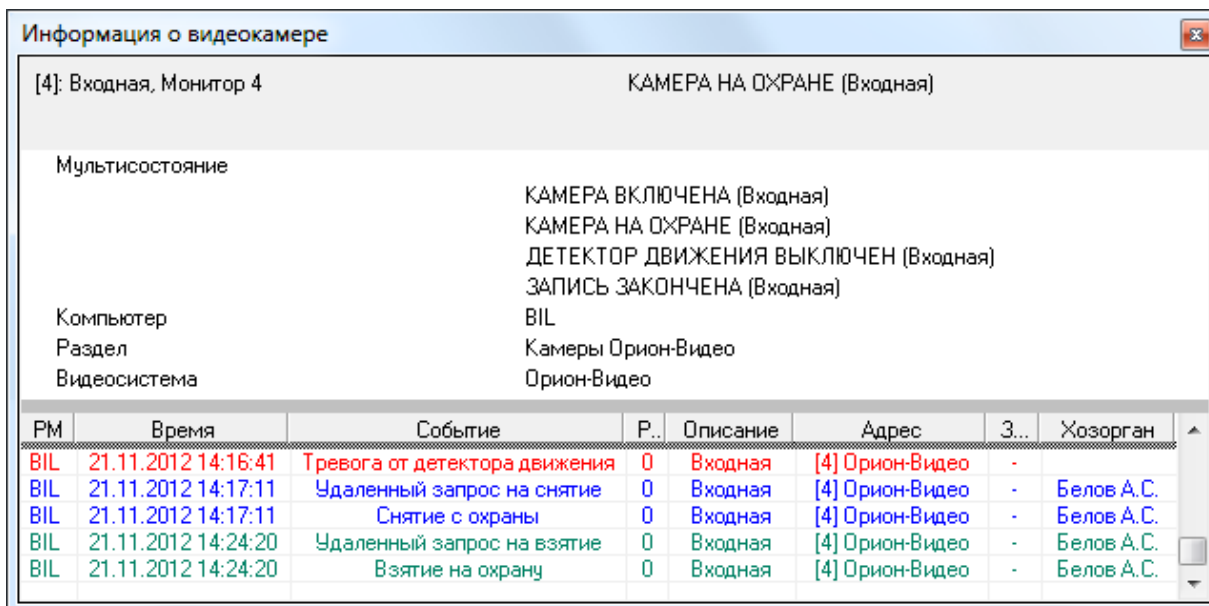 Информация о видеокамере
[4]: Входная, Монитор 4 КАМЕРА НА ОХРАНЕ (Входная)
Мультисостояние
КАМЕРА ВКЛЮЧЕНА (Входная)
КАМЕРА НА ОХРАНЕ (Входная)
ДЕТЕКТОР ДВИЖЕНИЯ ВЫКЛЮЧЕН (Входная)
ЗАПИСЬ ЗАКОНЧЕНА (Входная)
Компьютер BIL
Раздел Камеры Орион-Видео
Видеосистема Орион-Видео
РМ Время Событие Р... Описание Адрес З... Хозорган
BIL 21.11.2012 14:16:41 Тревога от детектора движения 0 Входная [4] Орион-Видео -
BIL 21.11.2012 14:17:11 Удаленный запрос на снятие 0 Входная [4] Орион-Видео - Белов А.С.
BIL 21.11.2012 14:17:11 Снятие с охраны 0 Входная [4] Орион-Видео - Белов А.С.
BIL 21.11.2012 14:24:20 Удаленный запрос на взятие 0 Входная [4] Орион-Видео - Белов А.С.
BIL 21.11.2012 14:24:20 Взятие на охрану 0 Входная [4] Орион-Видео - Белов А.С.